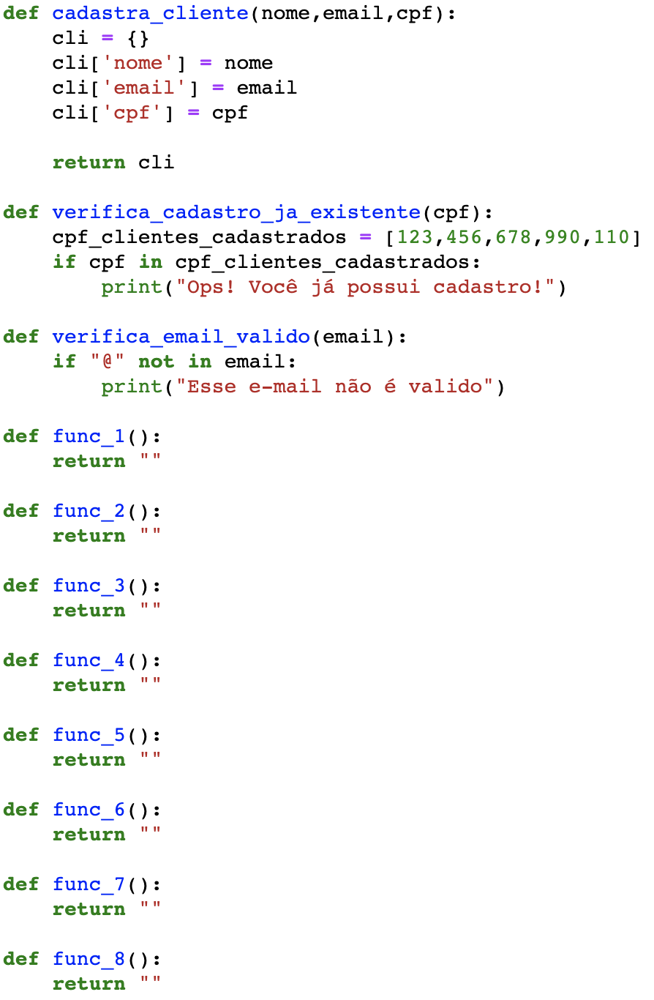 def cadastra_cliente(nome,email,cpf):
    cli = {}
    cli['nome'] = nome
    cli['email'] = email
    cli['cpf'] = cpf

    return cli

def verifica_cadastro_ja_existente(cpf):
    cpf_clientes_cadastrados = [123,456,678,990,110]
    if cpf in cpf_clientes_cadastrados:
        print("Ops! Você já possui cadastro!")

def verifica_email_valido(email):
    if "@" not in email:
        print("Esse e-mail não é valido")

def func_1():
    return ""

def func_2():
    return ""

def func_3():
    return ""

def func_4():
    return ""

def func_5():
    return ""

def func_6():
    return ""

def func_7():
    return ""

def func_8():
    return ""